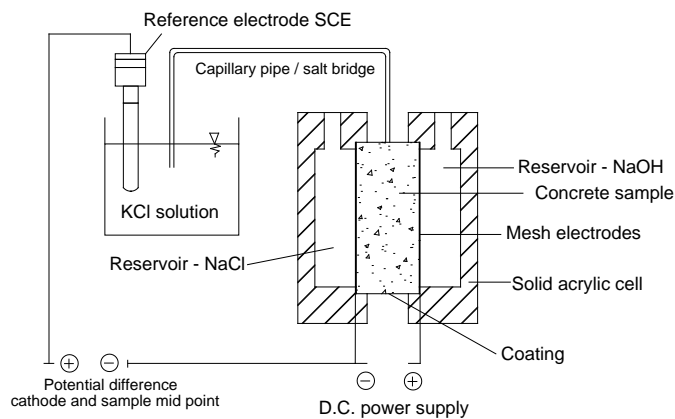 Reference electrode SCE
Capillary pipe / salt bridge
Reservoir - NaOH
KCl solution
Concrete sample
Mesh electrodes
Reservoir - NaCl
Solid acrylic cell
Coating
+ -
Potential difference
cathode and sample mid point
- +
D.C. power supply